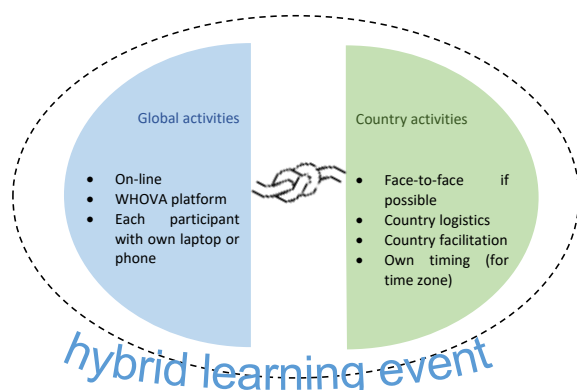 Global activities
• On-line
• WHOVA platform
• Each participant
with own laptop or
phone
Country activities
• Face-to-face if
possible
• Country logistics
• Country facilitation
• Own timing (for
time zone)
hybrid learning event